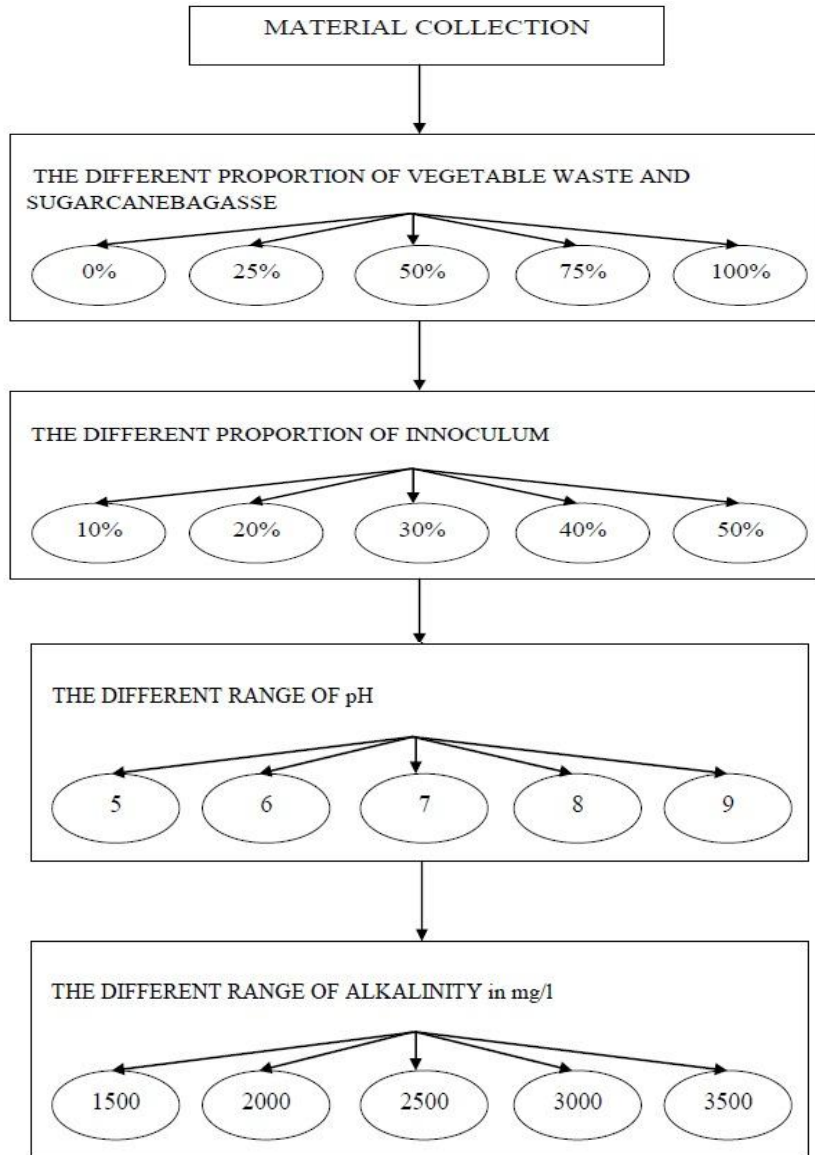 MATERIAL COLLECTION
THE DIFFERENT PROPORTION OF VEGETABLE WASTE AND
SUGARCANEBAGASSE
0% 25% 50% 75% 100%
THE DIFFERENT PROPORTION OF INNOCULUM
10% 20% 30% 40% 50%
THE DIFFERENT RANGE OF pH
5 6 7 8 9
THE DIFFERENT RANGE OF ALKALINITY in mg/l
1500 2000 2500 3000 3500